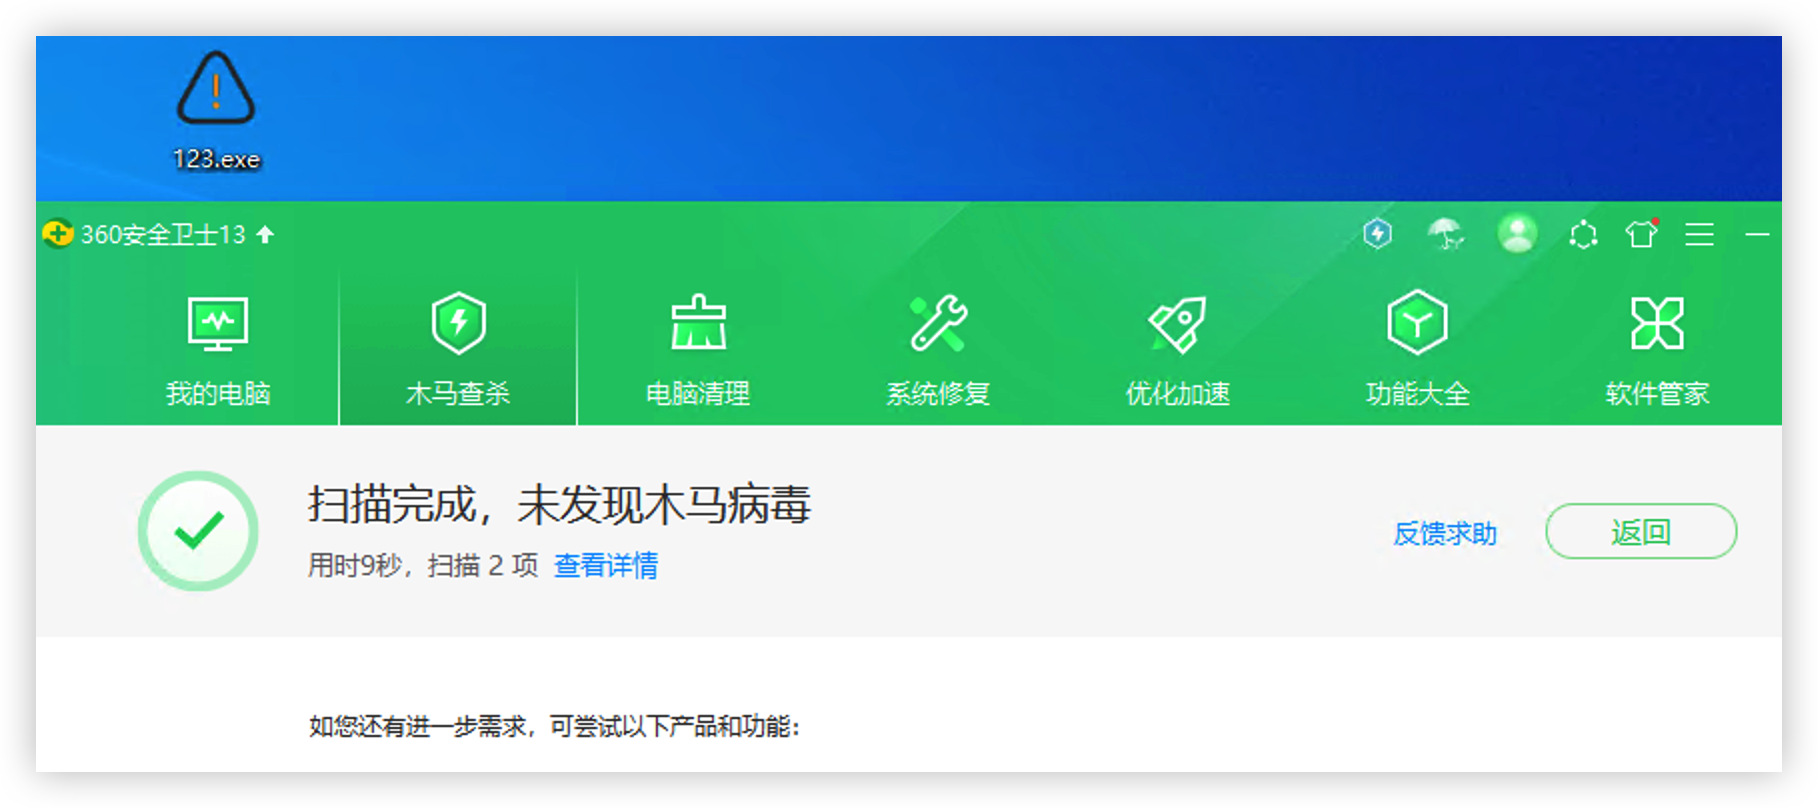 123.exe
360安全卫士13
我的电脑 木马查杀 电脑清理 系统修复 优化加速 功能大全 软件管家
扫描完成，未发现木马病毒
用时9秒，扫描 2 项 查看详情
反馈求助 返回
如您还有进一步需求，可尝试以下产品和功能：